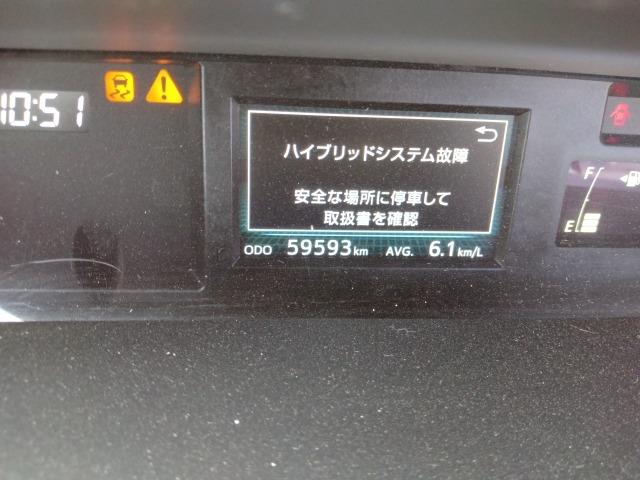 10:51
ハイブリッドシステム故障
安全な場所に停車して
取扱書を確認
ODO 59593km AVG. 6.1km/L
F
E